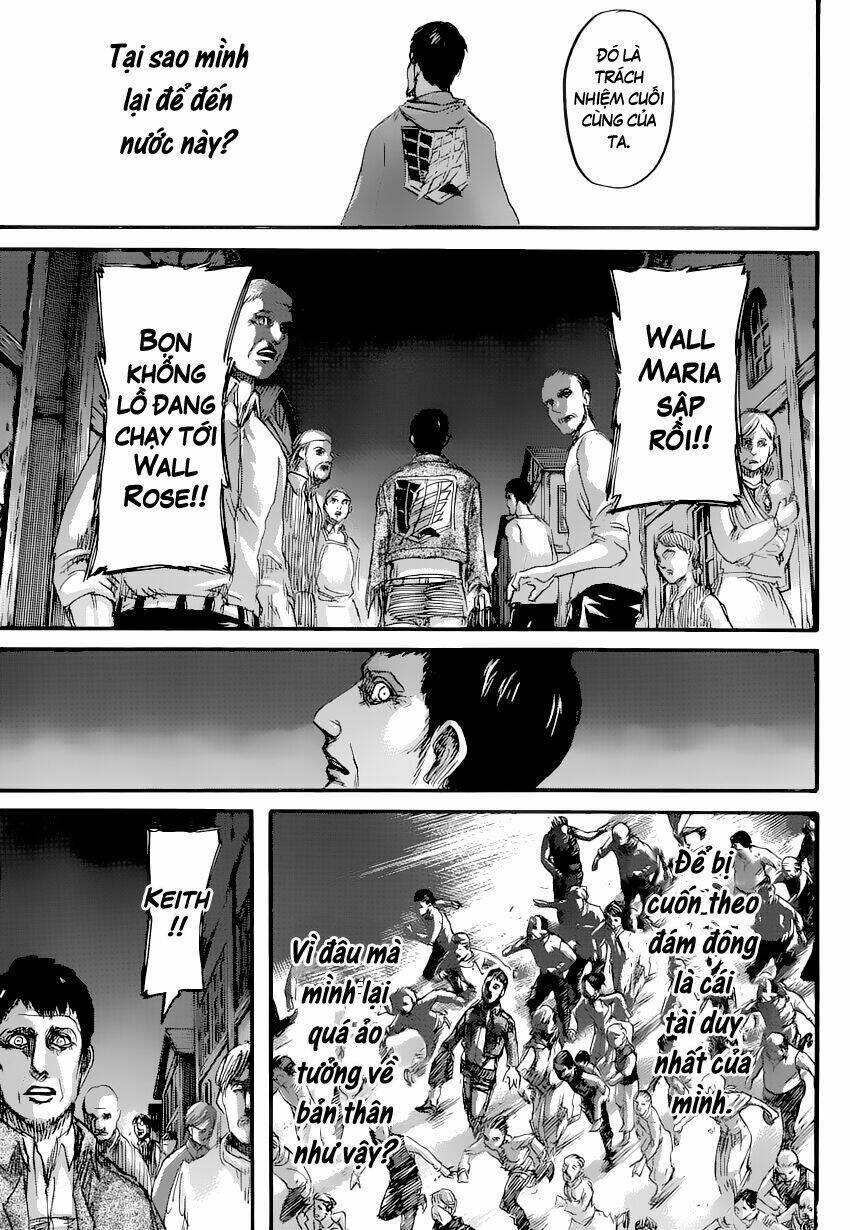 ĐÓ LÀ
TRÁCH
NHIỆM CUỐI
CÙNG CỦA
TA.
Tại sao mình
lại để đến
nước này?
WALL
MARIA
SẬP
RỒI!!
BỌN
KHỔNG
LỒ ĐANG
CHẠY TỚI
WALL
ROSE!!
Để bị
cuốn theo
đám đông
là cái
tài duy
nhất của
mình.
Vì đâu mà
mình lại
quá ảo
tưởng về
bản thân
như vậy?
KEITH
!!